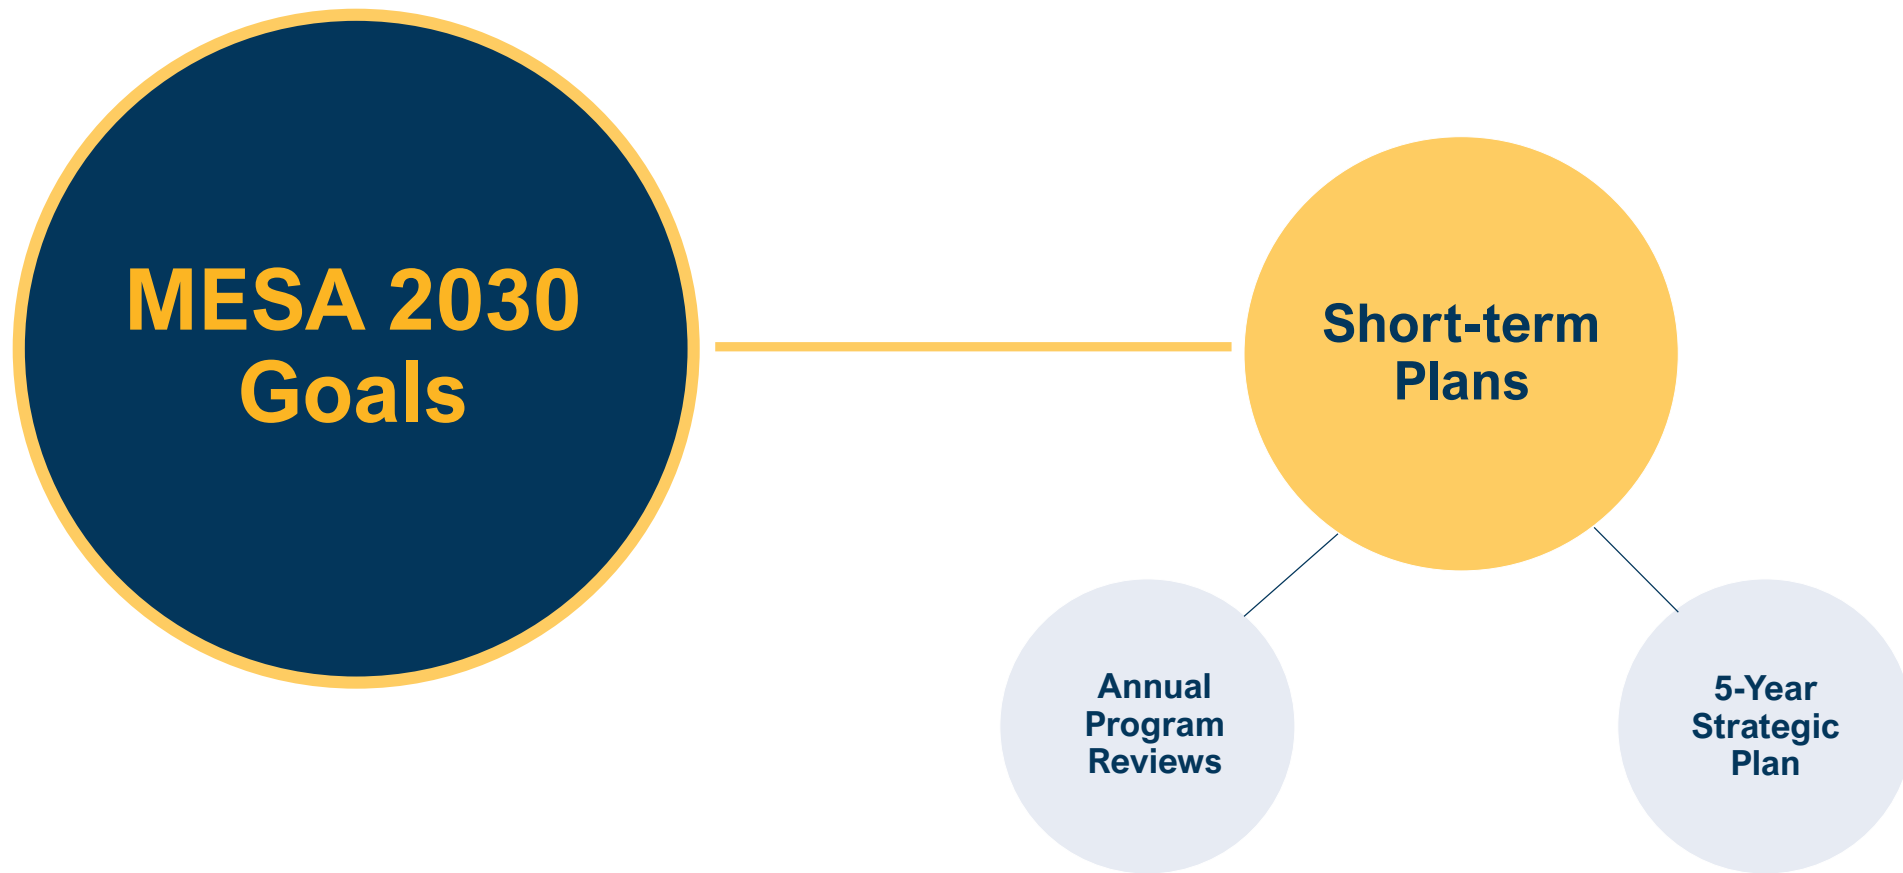 MESA 2030
Goals
Short-term
Plans
Annual
Program
Reviews
5-Year
Strategic
Plan